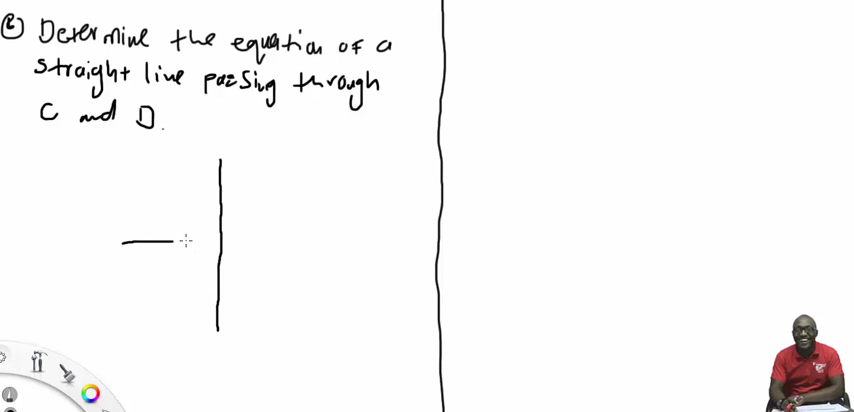 Determine the equation of a
straight line passing through
C and D.